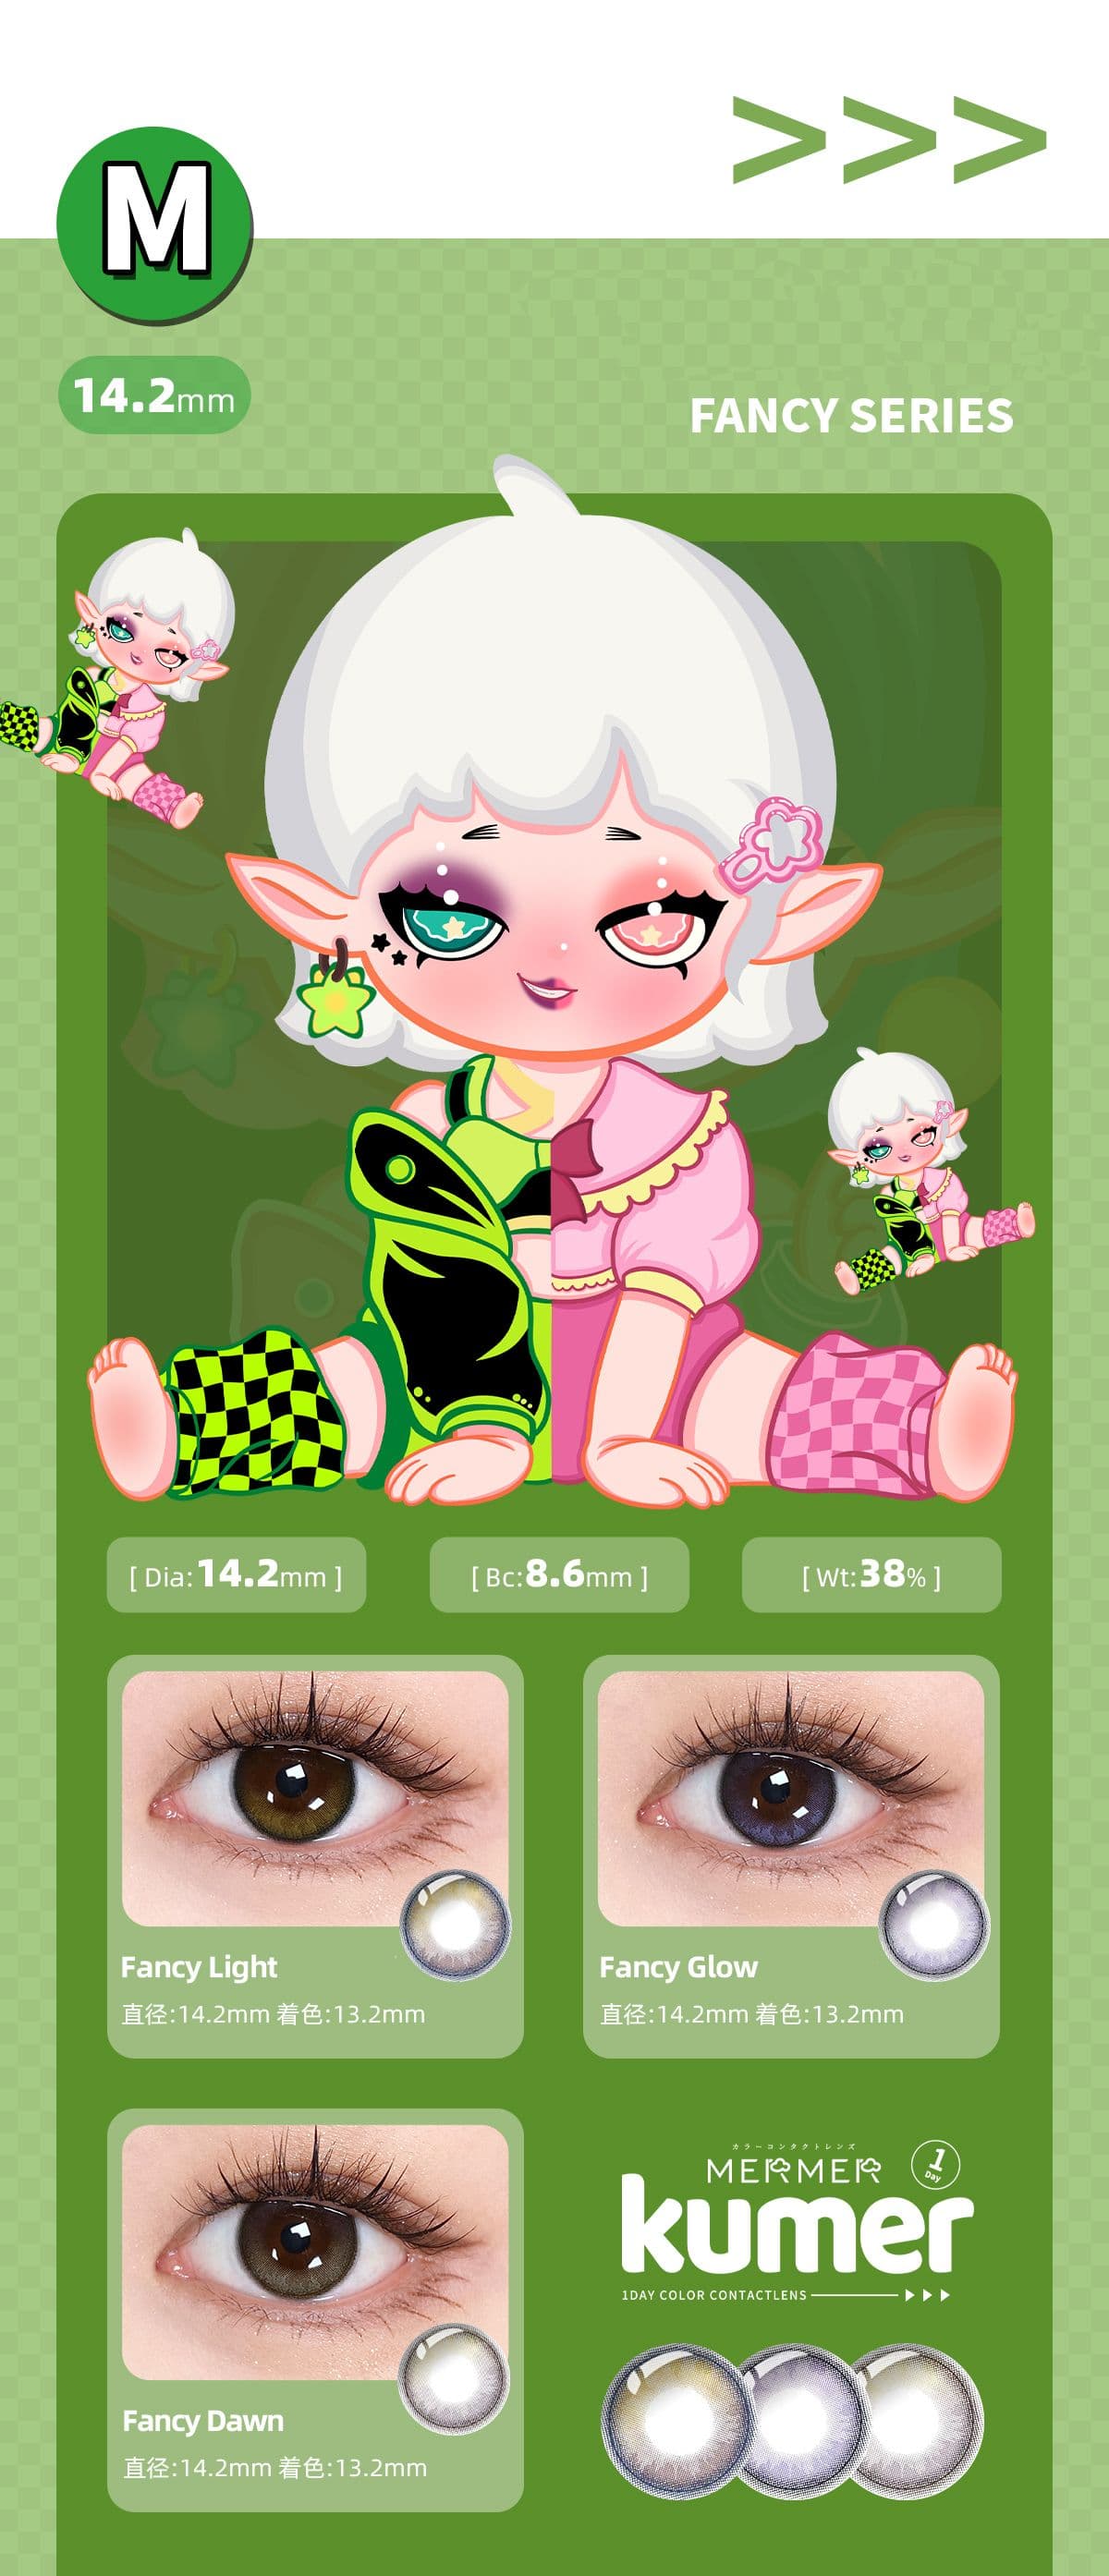 >>>
M
14.2mm
FANCY SERIES
[ Dia:14.2mm ]
[ Bc:8.6mm ]
[ Wt:38% ]
Fancy Light
直径:14.2mm 着色:13.2mm
Fancy Glow
直径:14.2mm 着色:13.2mm
Fancy Dawn
直径:14.2mm 着色:13.2mm
カラーコンタクトレンズ
MERMER
1
Day
kumer
1DAY COLOR CONTACTLENS